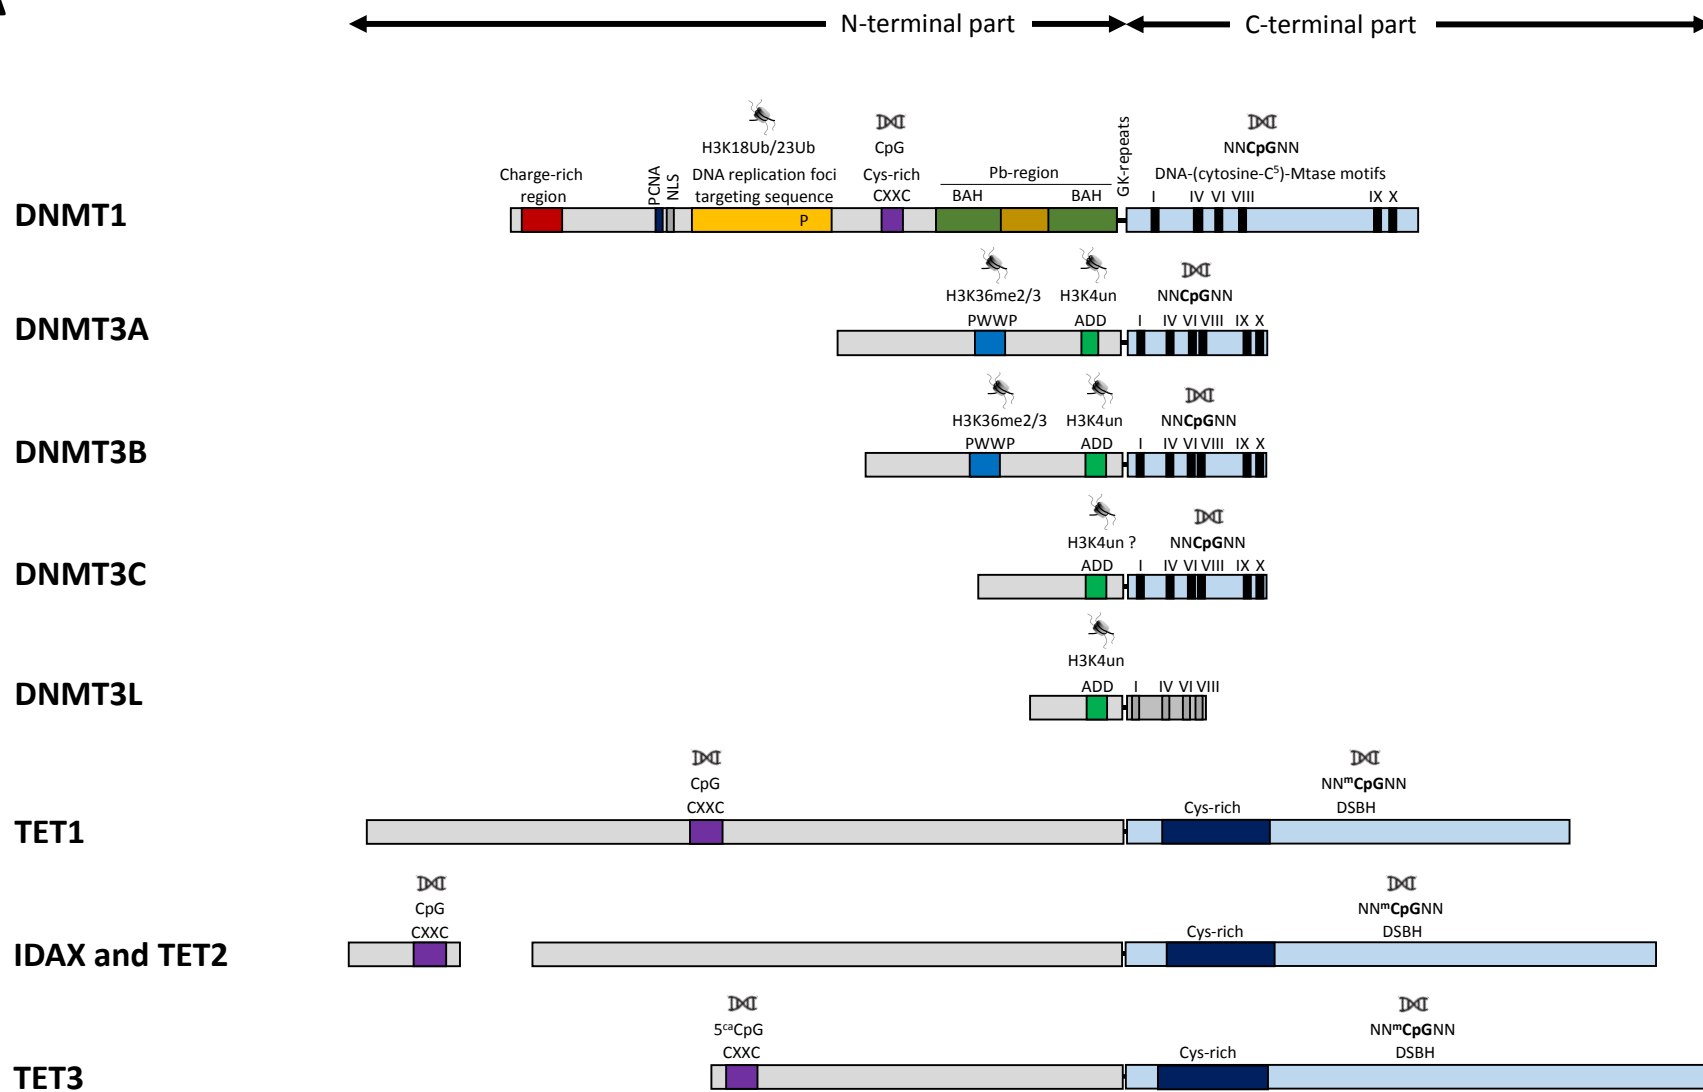 N-terminal part C-terminal part
H3K18Ub/23Ub CpG NNCpGNN
Charge-rich region
PCNA
NLS
DNA replication foci targeting sequence
Cys-rich CXXC
Pb-region
BAH BAH
GK-repeats
DNA-(cytosine-C⁵)-Mtase motifs
I IV VI VIII IX X
DNMT1 P
H3K36me2/3 H3K4un NNCpGNN
PWWP ADD I IV VI VIII IX X
DNMT3A
H3K36me2/3 H3K4un NNCpGNN
PWWP ADD I IV VI VIII IX X
DNMT3B
H3K4un ? NNCpGNN
ADD I IV VI VIII IX X
DNMT3C
H3K4un
ADD I IV VI VIII
DNMT3L
CpG NNᵐCpGNN
CXXC Cys-rich DSBH
TET1
CpG NNᵐCpGNN
CXXC Cys-rich DSBH
IDAX and TET2
5ᶜᵃCpG NNᵐCpGNN
CXXC Cys-rich DSBH
TET3